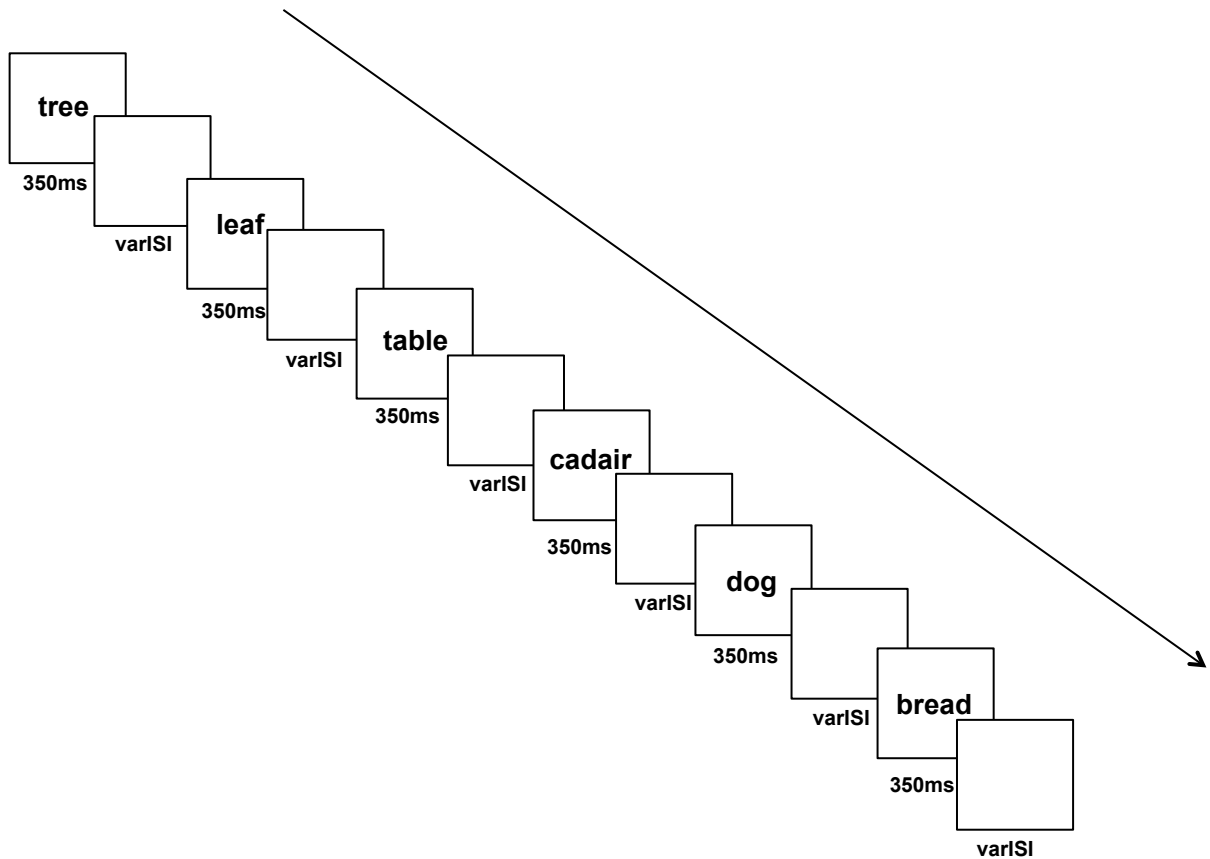 tree
350ms
varISI
leaf
350ms
varISI
table
350ms
varISI
cadair
350ms
varISI
dog
350ms
varISI
bread
350ms
varISI